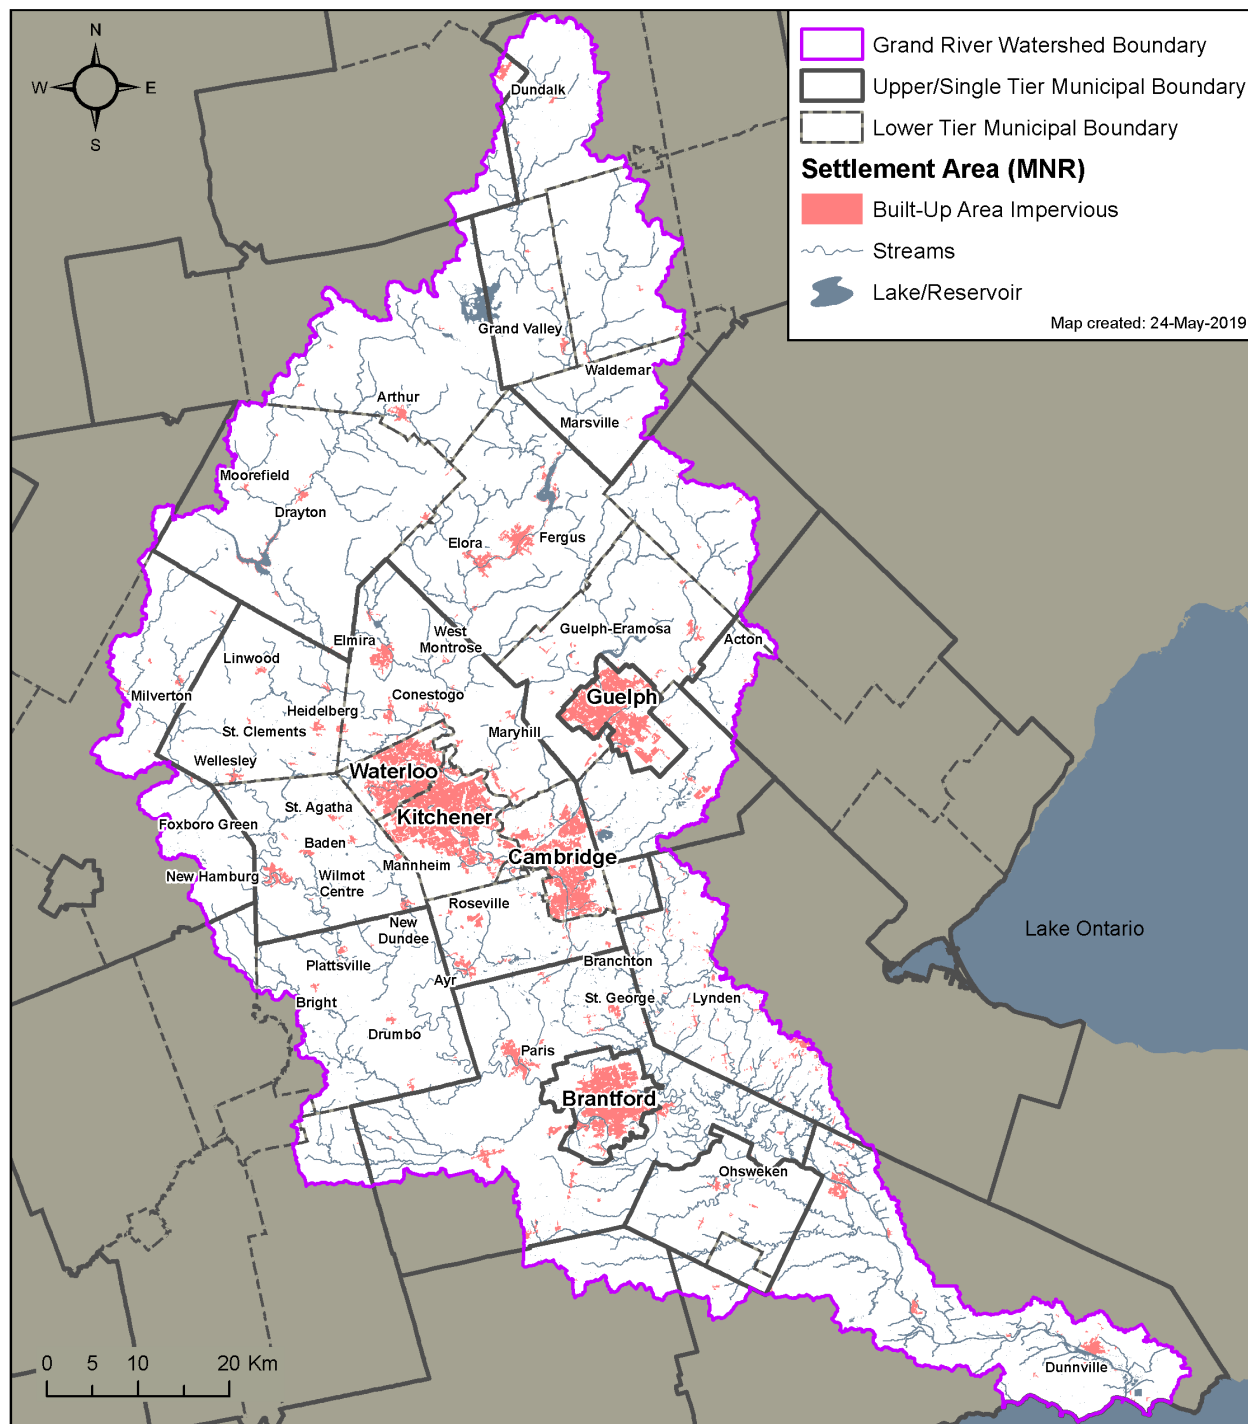 N
W
E
S
Grand River Watershed Boundary
Upper/Single Tier Municipal Boundary
Lower Tier Municipal Boundary
Settlement Area (MNR)
Built-Up Area Impervious
Streams
Lake/Reservoir
Map created: 24-May-2019
Dundalk
Grand Valley
Waldemar
Arthur
Marsville
Moorefield
Drayton
Elora
Fergus
Guelph-Eramosa
Acton
Elmira
West
Montrose
Linwood
Milverton
Conestogo
Heidelberg
St. Clements
Guelph
Maryhill
Wellesley
Waterloo
St. Agatha
Kitchener
Foxboro Green
Baden
Mannheim
Cambridge
New Hamburg
Wilmot
Centre
Roseville
New
Dundee
Lake Ontario
Plattsville
Ayr
Branchton
Bright
St. George
Lynden
Drumbo
Paris
Brantford
Ohsweken
Dunnville
0 5 10 20 Km